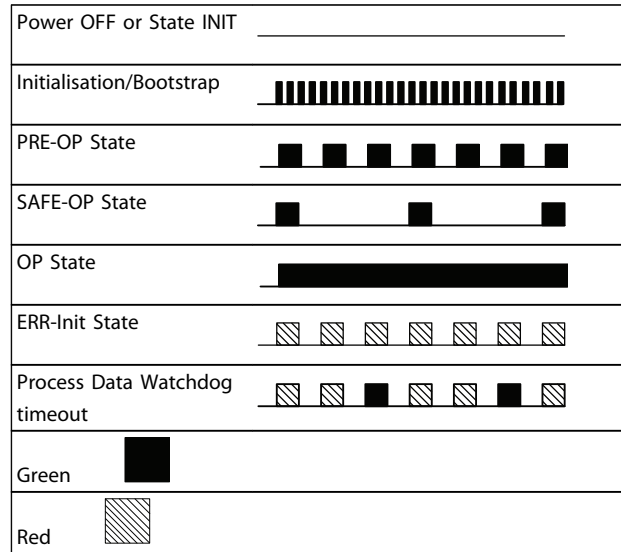 Power OFF or State INIT
Initialisation/Bootstrap
PRE-OP State
SAFE-OP State
OP State
ERR-Init State
Process Data Watchdog
timeout
Green
Red